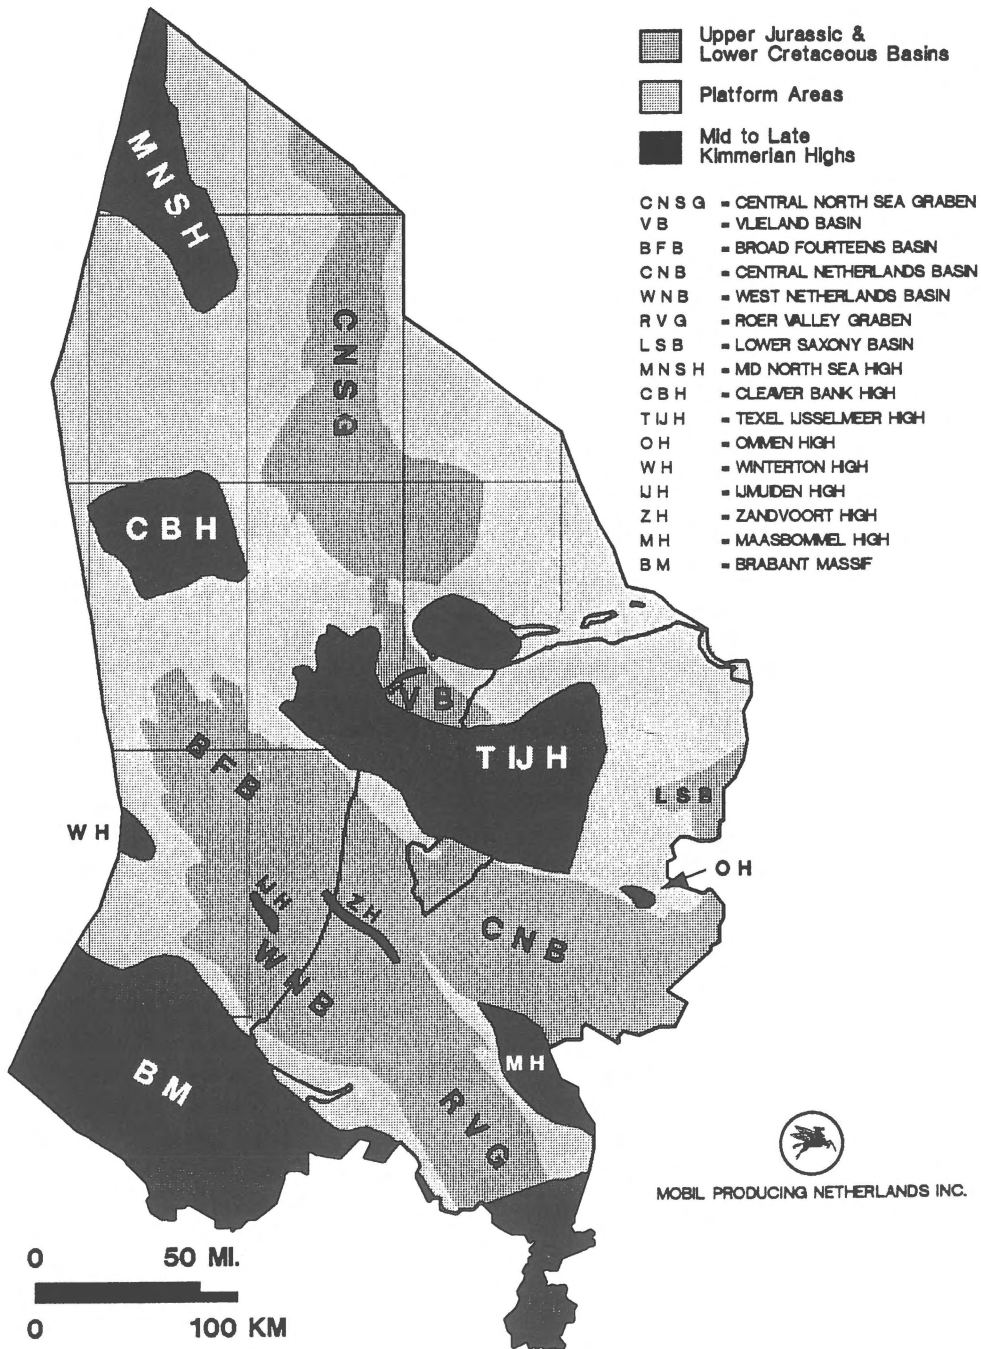 Upper Jurassic &
Lower Cretaceous Basins
Platform Areas
Mid to Late
Kimmerian Highs
C N S G = CENTRAL NORTH SEA GRABEN
V B = VLIELAND BASIN
B F B = BROAD FOURTEENS BASIN
C N B = CENTRAL NETHERLANDS BASIN
W N B = WEST NETHERLANDS BASIN
R V G = ROER VALLEY GRABEN
L S B = LOWER SAXONY BASIN
M N S H = MID NORTH SEA HIGH
C B H = CLEAVER BANK HIGH
T IJ H = TEXEL IJSSELMEER HIGH
O H = OMMEN HIGH
W H = WINTERTON HIGH
IJ H = IJMUIDEN HIGH
Z H = ZANDVOORT HIGH
M H = MAASBOMMEL HIGH
B M = BRABANT MASSIF
M N S H
C N S G
C B H
V B
T IJ H
B F B
L S B
W H
O H
IJ H
Z H
C N B
W N B
M H
B M
R V G
MOBIL PRODUCING NETHERLANDS INC.
0 50 MI.
0 100 KM